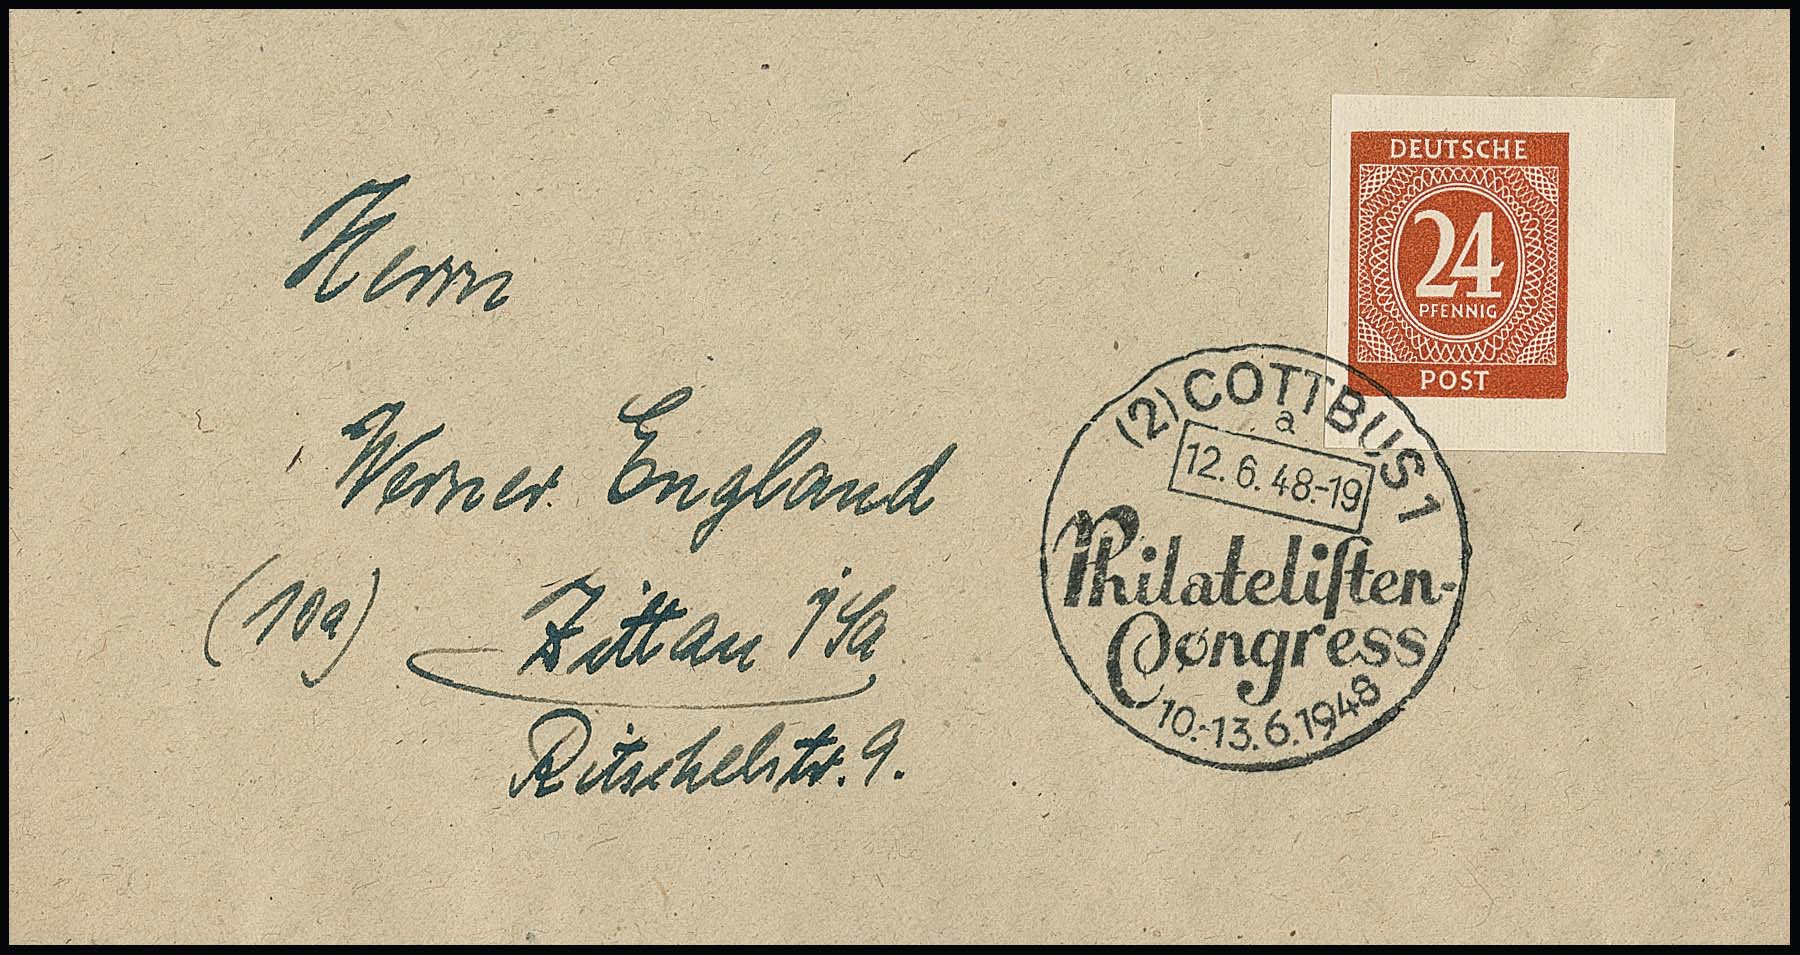 DEUTSCHE
24
PFENNIG
POST
(2) COTTBUS 1
a
12.6.48.-19
Philateliſten-
Congress
10.-13.6.1948
Herrn
Werner England
(10a) Zittau i/Sa
Ritschelstr. 9.